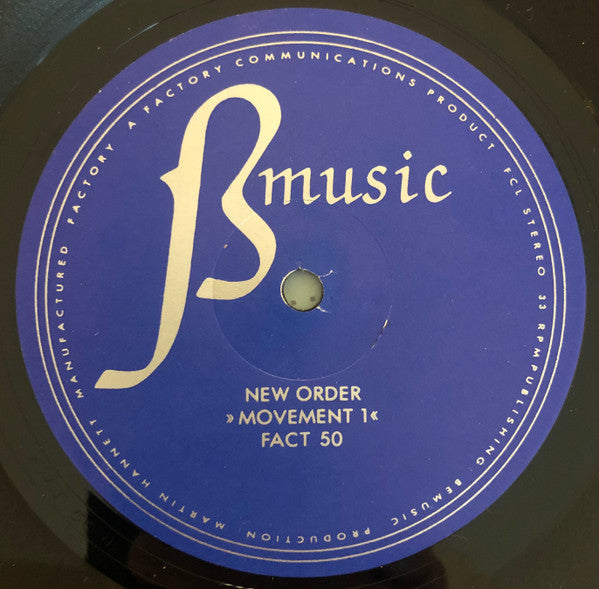 βmusic
NEW ORDER
»MOVEMENT 1«
FACT 50
MANUFACTURED FACTORY A FACTORY COMMUNICATIONS PRODUCT FCL STEREO 33 RPM PUBLISHING BEMUSIC PRODUCTION MARTIN HANNETT